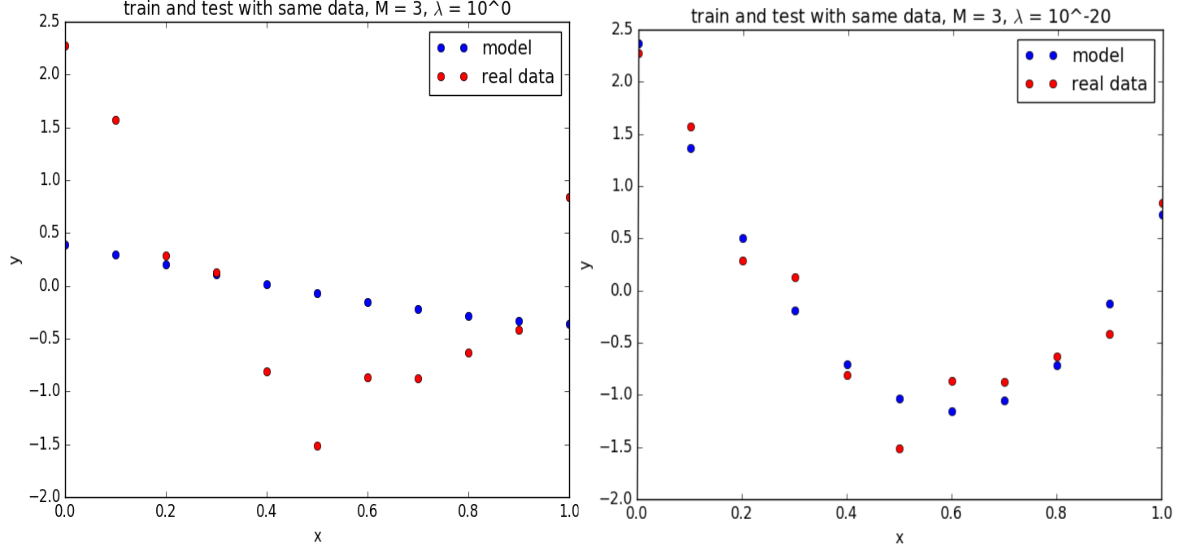 train and test with same data, M = 3, λ = 10^0
2.5
2.0
1.5
1.0
0.5
0.0
−0.5
−1.0
−1.5
−2.0
y
model
real data
0.0 0.2 0.4 0.6 0.8 1.0
x
train and test with same data, M = 3, λ = 10^-20
2.5
2.0
1.5
1.0
0.5
0.0
−0.5
−1.0
−1.5
−2.0
y
model
real data
0.0 0.2 0.4 0.6 0.8 1.0
x